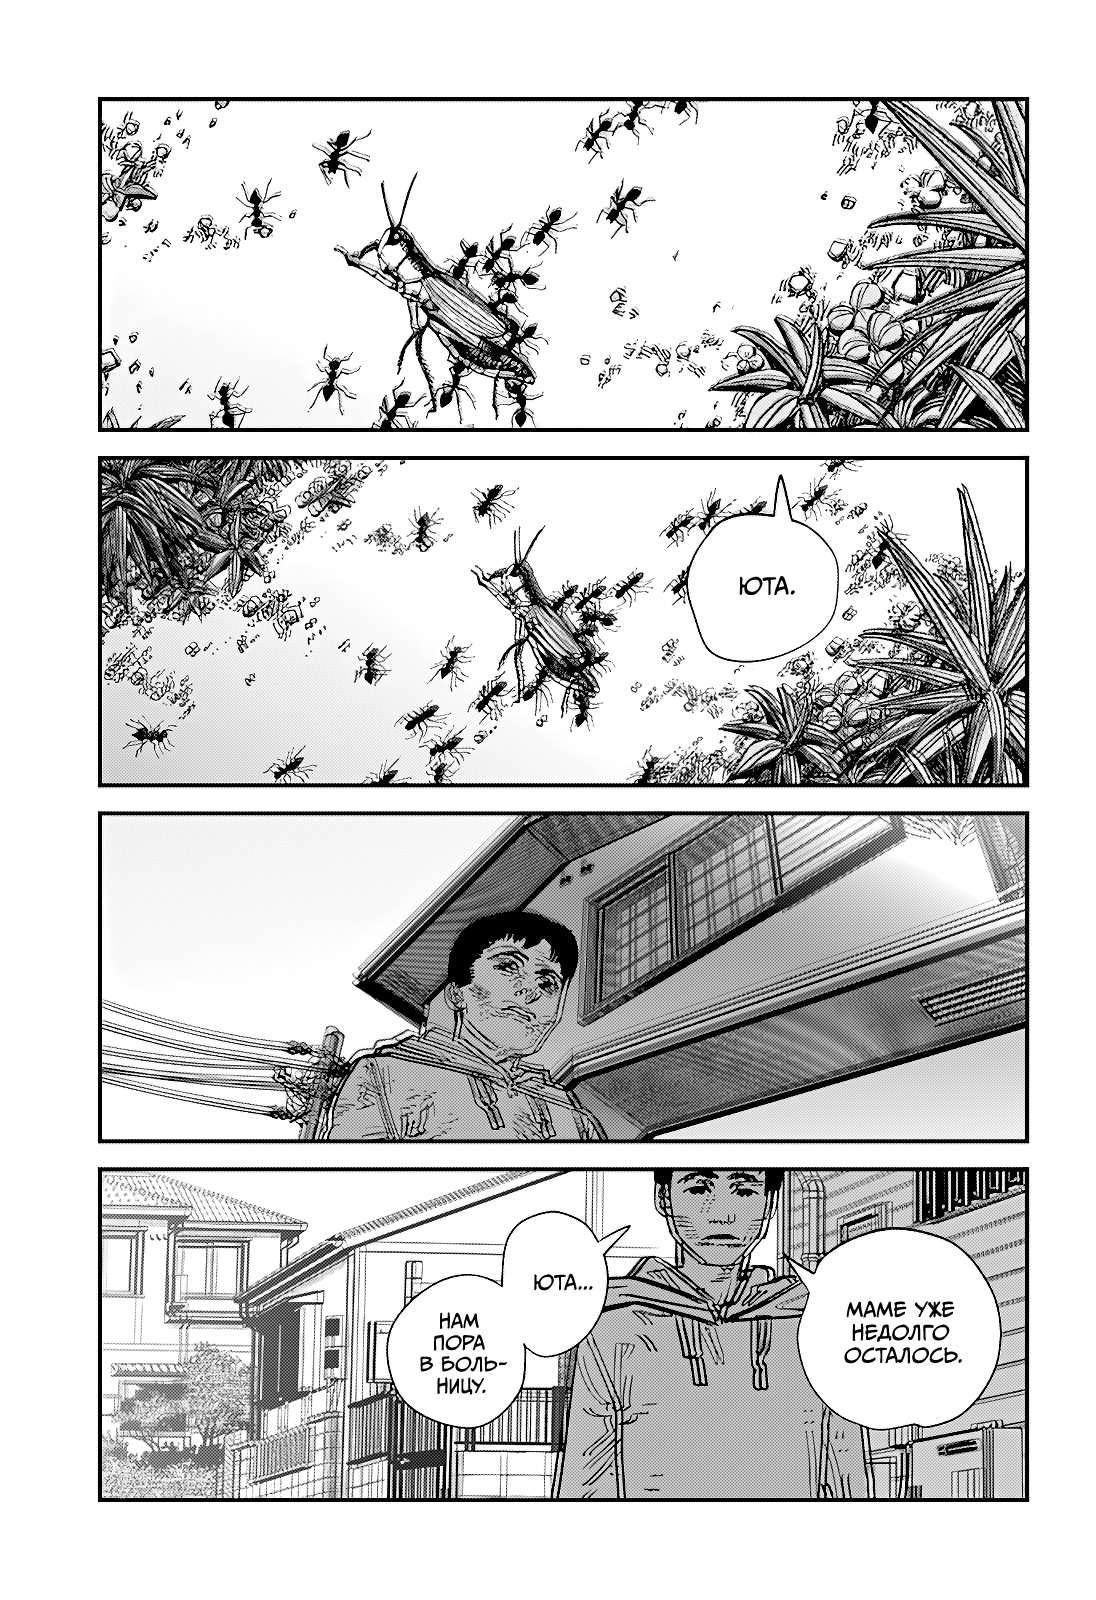 ЮТА.
ЮТА...
НАМ
ПОРА
В БОЛЬ-
НИЦУ.
МАМЕ УЖЕ
НЕДОЛГО
ОСТАЛОСЬ.